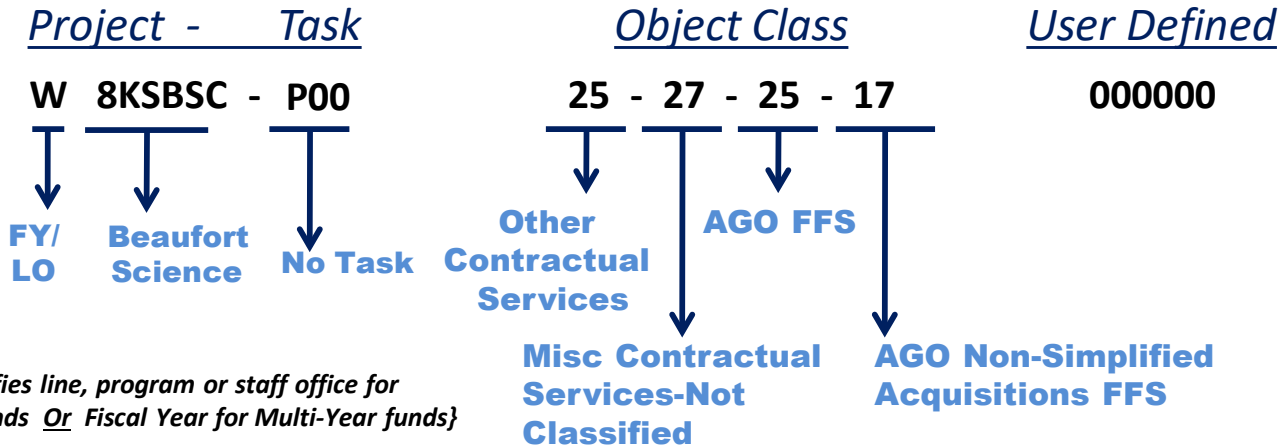 Project - Task Object Class User Defined
W 8KSBSC - P00 25 - 27 - 25 - 17 000000
FY/
LO
Beaufort
Science
No Task
Other
Contractual
Services
AGO FFS
Misc Contractual
Services-Not
Classified
AGO Non-Simplified
Acquisitions FFS
line, program or staff office for
Or Fiscal Year for Multi-Year funds}